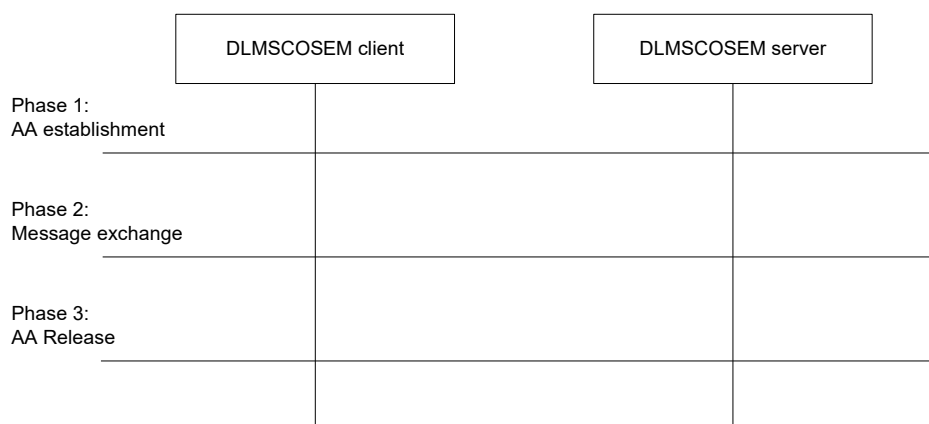 DLMSCOSEM client
DLMSCOSEM server
Phase 1:
AA establishment
Phase 2:
Message exchange
Phase 3:
AA Release